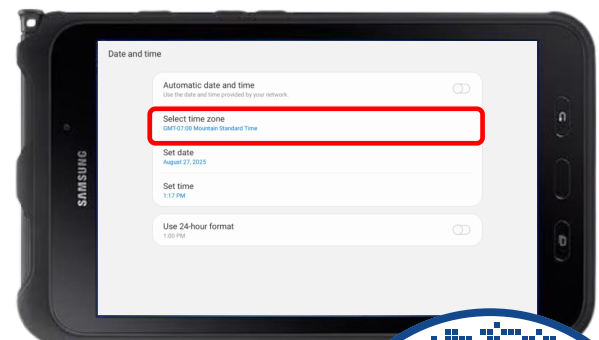 SAMSUNG
Date and time
Automatic date and time
Use the date and time provided by your network.
Select time zone
GMT-07:00 Mountain Standard Time
Set date
August 27, 2025
Set time
1:17 PM
Use 24-hour format
1:00 PM